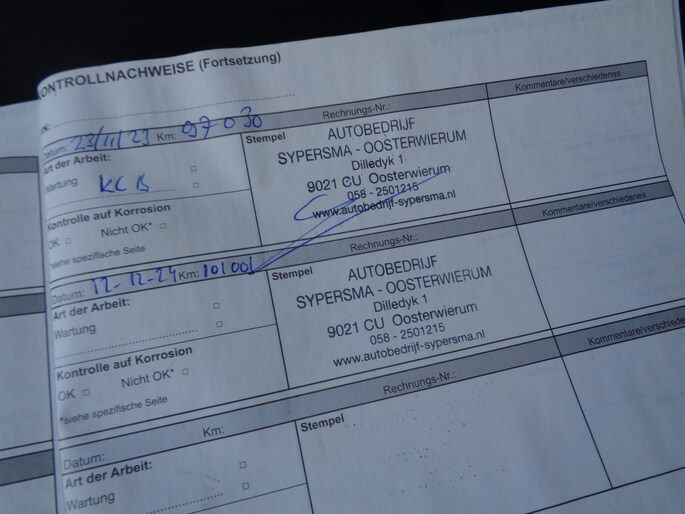 ONTROLLNACHWEISE (Fortsetzung)
Datum: 23/11/23 Km: 97030
Rechnungs-Nr.:
Kommentare/verschiedenes
Art der Arbeit:
Wartung KCB
Kontrolle auf Korrosion
OK Nicht OK*
*siehe spezifische Seite
Stempel
AUTOBEDRIJF
SYPERSMA - OOSTERWIERUM
Dilledyk 1
9021 CU Oosterwierum
058 - 2501215
www.autobedrijf-sypersma.nl
Datum: 12-12-24 Km: 101001
Rechnungs-Nr.:
Kommentare/verschiedenes
Art der Arbeit:
Wartung
Kontrolle auf Korrosion
OK Nicht OK*
*siehe spezifische Seite
Stempel
AUTOBEDRIJF
SYPERSMA - OOSTERWIERUM
Dilledyk 1
9021 CU Oosterwierum
058 - 2501215
www.autobedrijf-sypersma.nl
Datum: Km:
Rechnungs-Nr.:
Kommentare/verschiede
Art der Arbeit:
Wartung
Stempel